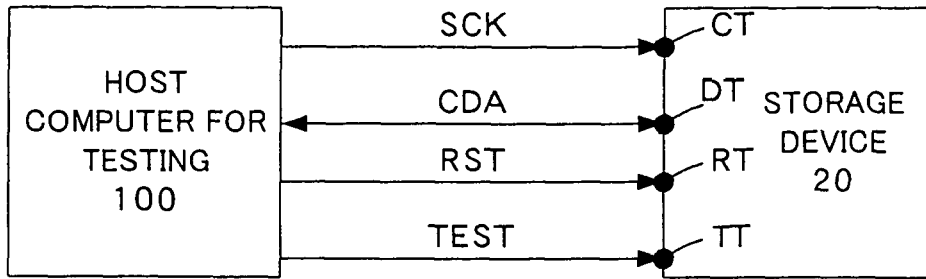 HOST
COMPUTER FOR
TESTING
100
SCK
CDA
RST
TEST
CT
DT
RT
TT
STORAGE
DEVICE
20